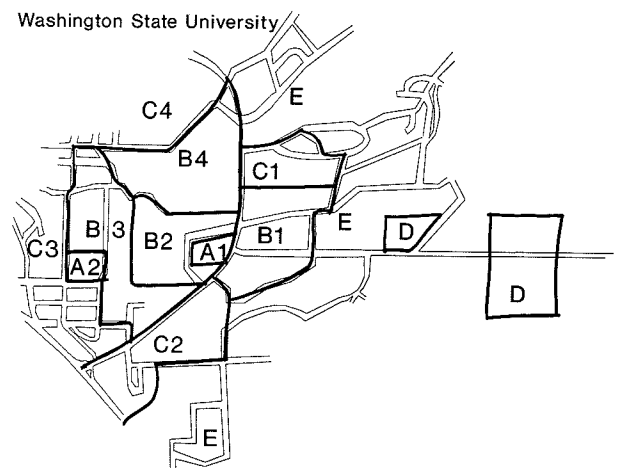 Washington State University
E
C4
B4
C1
B 3
B2
C3
A1
B1
E
D
A2
D
C2
E